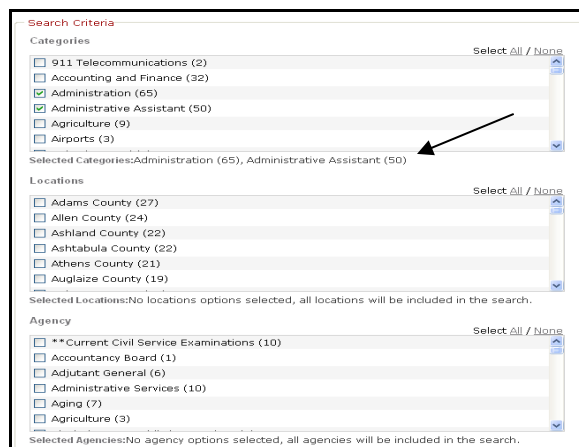 Search Criteria
Categories
Select All / None
911 Telecommunications (2)
Accounting and Finance (32)
Administration (65)
Administrative Assistant (50)
Agriculture (9)
Airports (3)
Selected Categories:Administration (65), Administrative Assistant (50)
Locations
Select All / None
Adams County (27)
Allen County (24)
Ashland County (22)
Ashtabula County (22)
Athens County (21)
Auglaize County (19)
Selected Locations:No locations options selected, all locations will be included in the search.
Agency
Select All / None
**Current Civil Service Examinations (10)
Accountancy Board (1)
Adjutant General (6)
Administrative Services (10)
Aging (7)
Agriculture (3)
Selected Agencies:No agency options selected, all agencies will be included in the search.